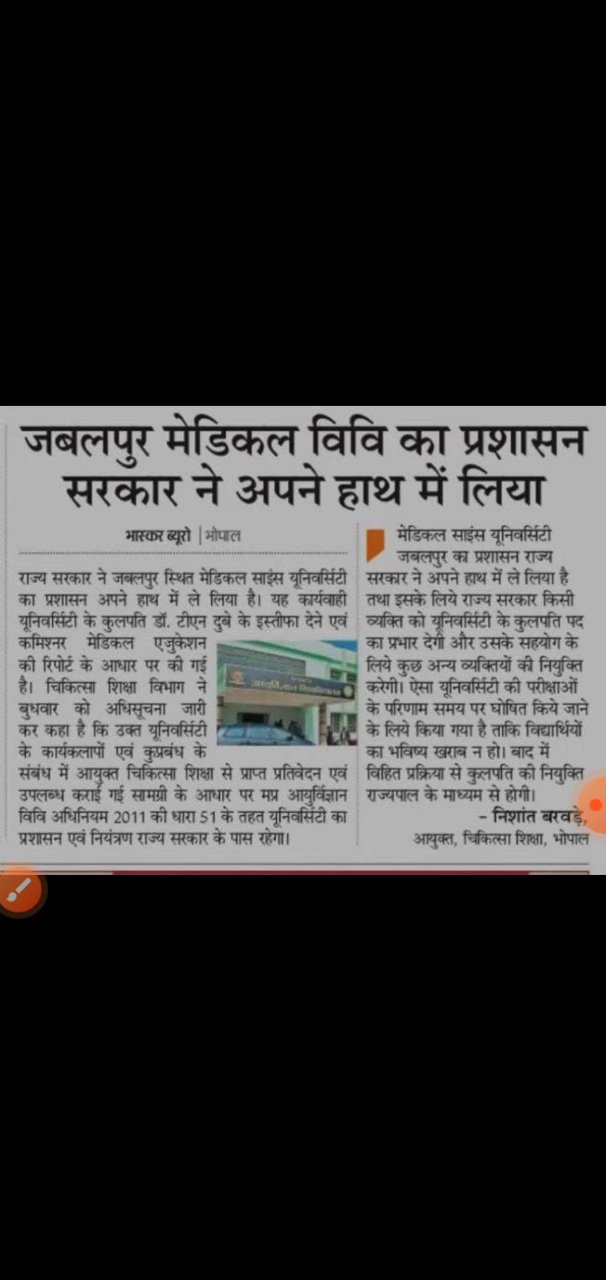 जबलपुर मेडिकल विवि का प्रशासन
सरकार ने अपने हाथ में लिया
भास्कर ब्यूरो | भोपाल
राज्य सरकार ने जबलपुर स्थित मेडिकल साइंस यूनिवर्सिटी
का प्रशासन अपने हाथ में ले लिया है। यह कार्यवाही
यूनिवर्सिटी के कुलपति डॉ. टीएन दुबे के इस्तीफा देने एवं
कमिश्नर मेडिकल एजुकेशन
की रिपोर्ट के आधार पर की गई
है। चिकित्सा शिक्षा विभाग ने
बुधवार को अधिसूचना जारी
कर कहा है कि उक्त यूनिवर्सिटी
के कार्यकलापों एवं कुप्रबंध के
संबंध में आयुक्त चिकित्सा शिक्षा से प्राप्त प्रतिवेदन एवं
उपलब्ध कराई गई सामग्री के आधार पर मप्र आयुर्विज्ञान
विवि अधिनियम 2011 की धारा 51 के तहत यूनिवर्सिटी का
प्रशासन एवं नियंत्रण राज्य सरकार के पास रहेगा।
मेडिकल साइंस यूनिवर्सिटी
जबलपुर का प्रशासन राज्य
सरकार ने अपने हाथ में ले लिया है
तथा इसके लिये राज्य सरकार किसी
व्यक्ति को यूनिवर्सिटी के कुलपति पद
का प्रभार देगी और उसके सहयोग के
लिये कुछ अन्य व्यक्तियों की नियुक्ति
करेगी। ऐसा यूनिवर्सिटी की परीक्षाओं
के परिणाम समय पर घोषित किये जाने
के लिये किया गया है ताकि विद्यार्थियों
का भविष्य खराब न हो। बाद में
विहित प्रक्रिया से कुलपति की नियुक्ति
राज्यपाल के माध्यम से होगी।
– निशांत बरवड़े,
आयुक्त, चिकित्सा शिक्षा, भोपाल